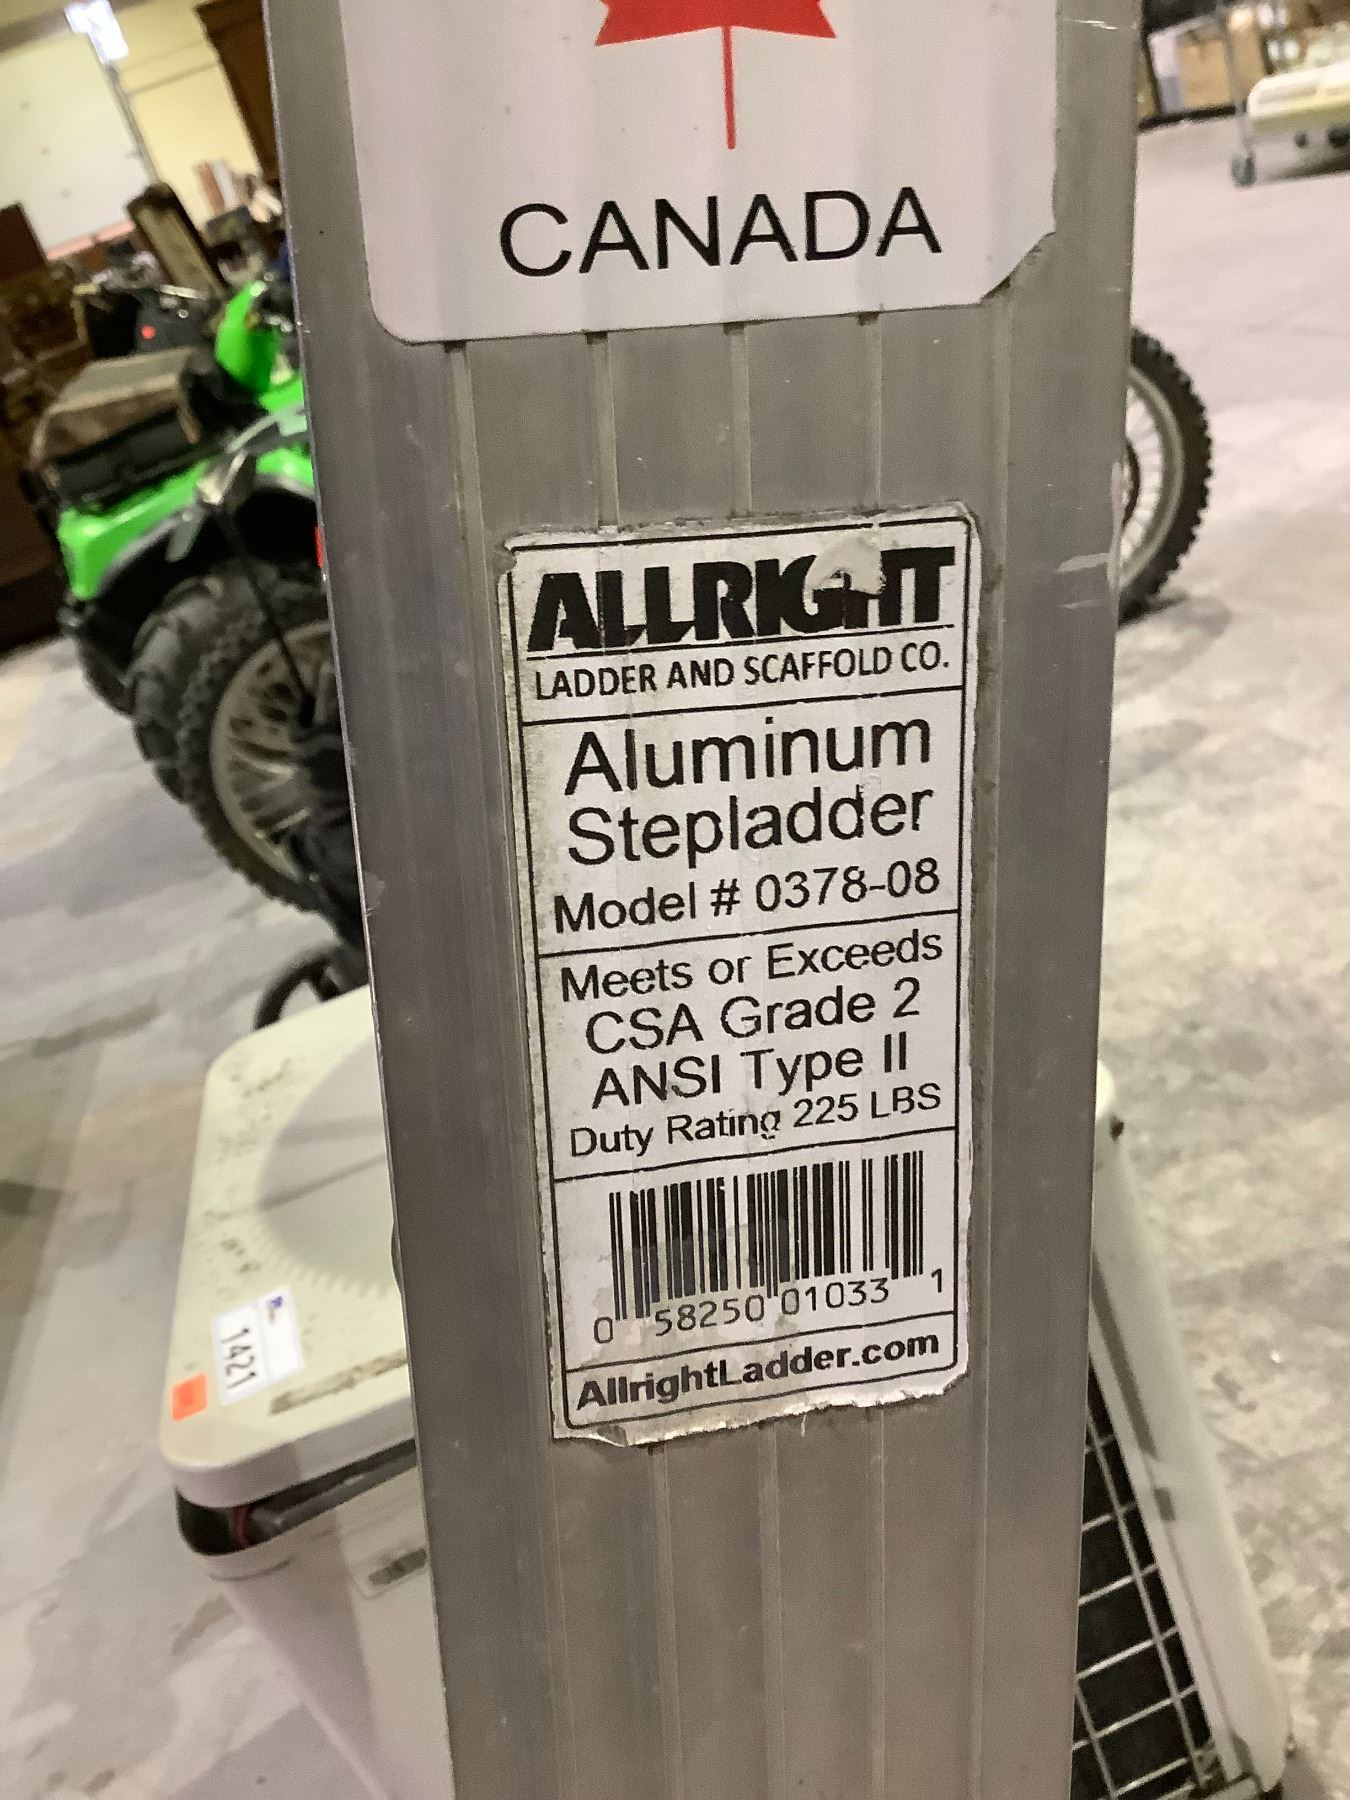 CANADA
ALLRIGHT
LADDER AND SCAFFOLD CO.
Aluminum
Stepladder
Model # 0378-08
Meets or Exceeds
CSA Grade 2
ANSI Type II
Duty Rating 225 LBS
0 58250 01033 1
AllrightLadder.com
1421